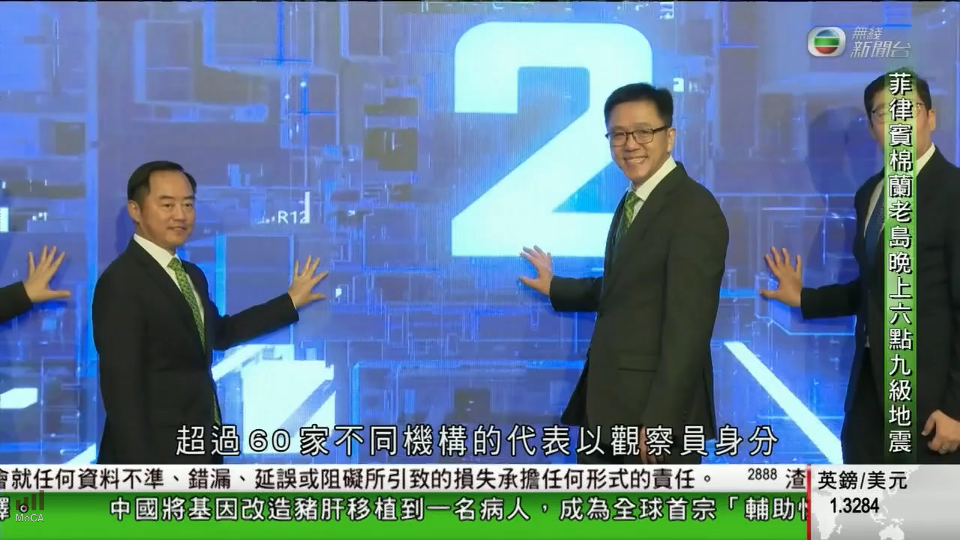 無綫
新聞台
菲律賓棉蘭老島晚上六點九級地震
2
R12
超過60家不同機構的代表以觀察員身分
會就任何資料不準、錯漏、延誤或阻礙所引致的損失承擔任何形式的責任。 2888 渣
英鎊/美元
1.3284
MoCA
中國將基因改造豬肝移植到一名病人，成為全球首宗「輔助性